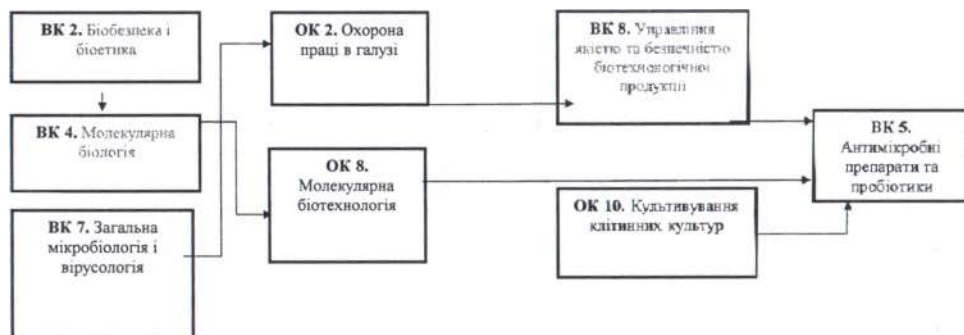 ВК 2. Біобезпека і
біоетика
ВК 4. Молекулярна
біологія
ВК 7. Загальна
мікробіологія і
вірусологія
ОК 2. Охорона
праці в галузі
ОК 8.
Молекулярна
біотехнологія
ВК 8. Управління
якістю та безпечністю
біотехнологічної
продукції
ОК 10. Культивування
клітинних культур
ВК 5.
Антимікробні
препарати та
пробіотики